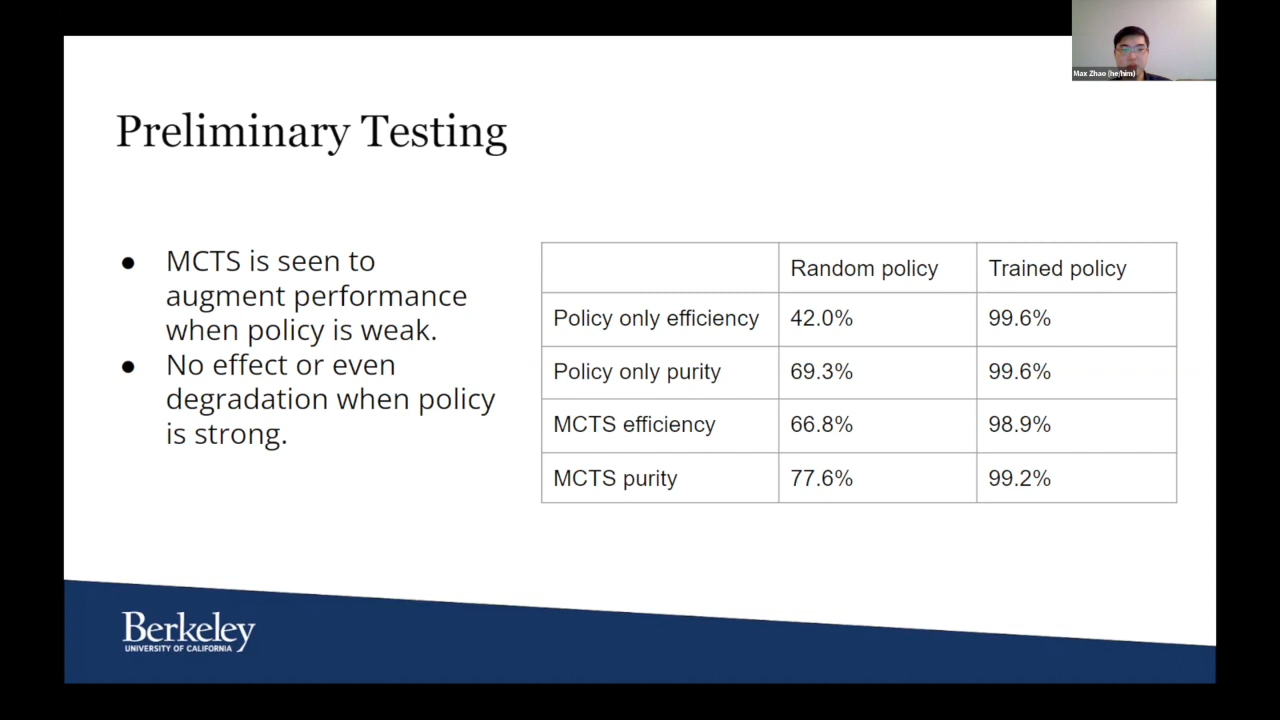 Max Zhao (he/him)
Preliminary Testing
● MCTS is seen to
augment performance
when policy is weak.
● No effect or even
degradation when policy
is strong.
Random policy Trained policy
Policy only efficiency 42.0% 99.6%
Policy only purity 69.3% 99.6%
MCTS efficiency 66.8% 98.9%
MCTS purity 77.6% 99.2%
Berkeley
UNIVERSITY OF CALIFORNIA